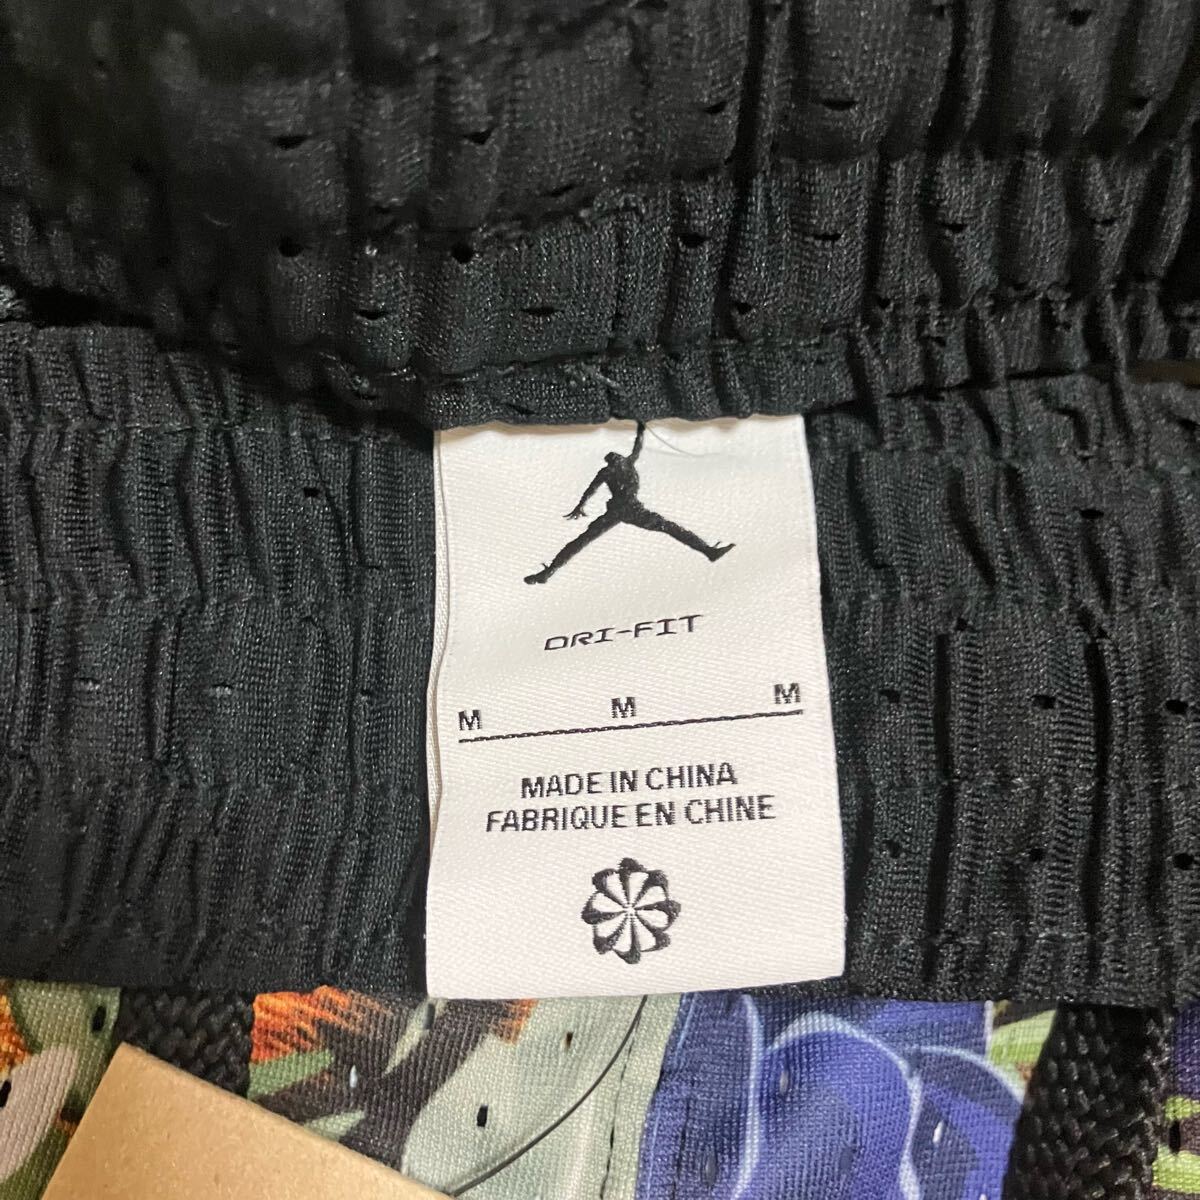 DRI-FIT
M M M
MADE IN CHINA
FABRIQUE EN CHINE